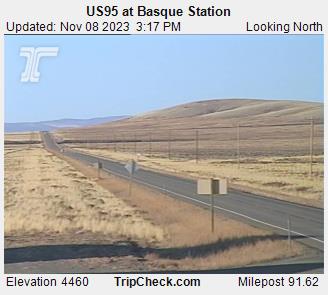 US95 at Basque Station
Updated: Nov 08 2023 3:17 PM Looking North
Elevation 4460 TripCheck.com Milepost 91.62